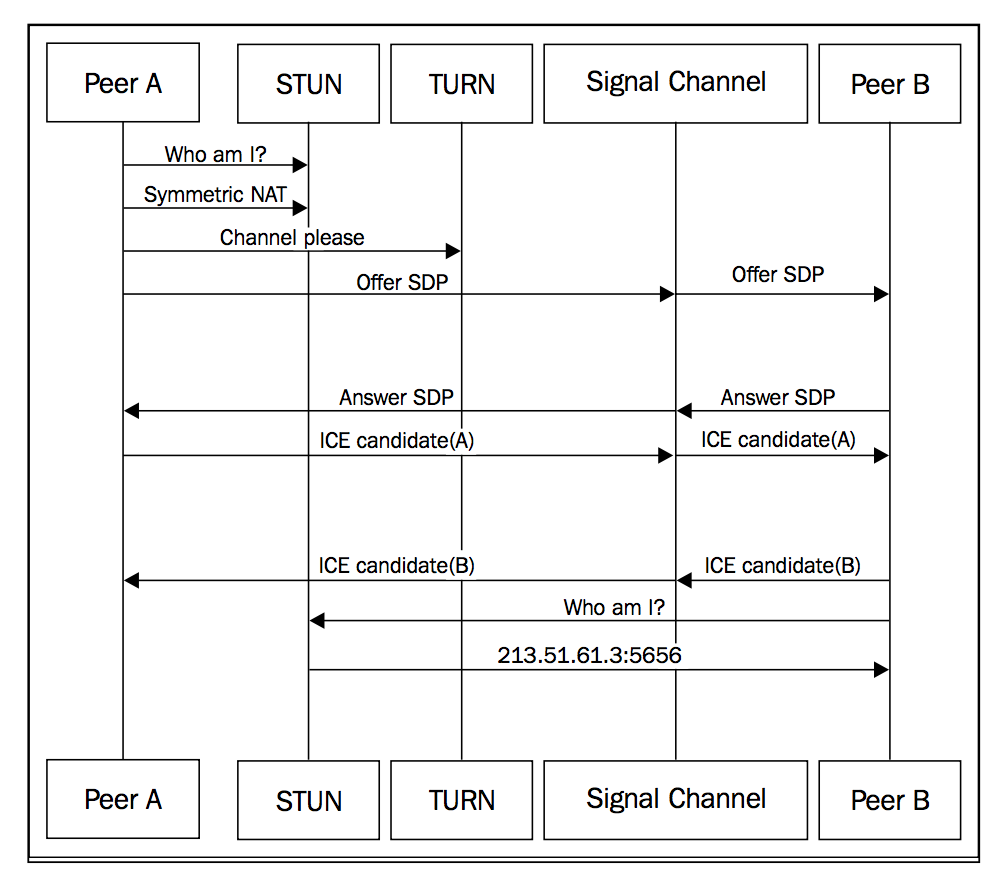 Peer A
STUN
TURN
Signal Channel
Peer B
Who am I?
Symmetric NAT
Channel please
Offer SDP
Offer SDP
Answer SDP
Answer SDP
ICE candidate(A)
ICE candidate(A)
ICE candidate(B)
ICE candidate(B)
Who am I?
213.51.61.3:5656
Peer A
STUN
TURN
Signal Channel
Peer B